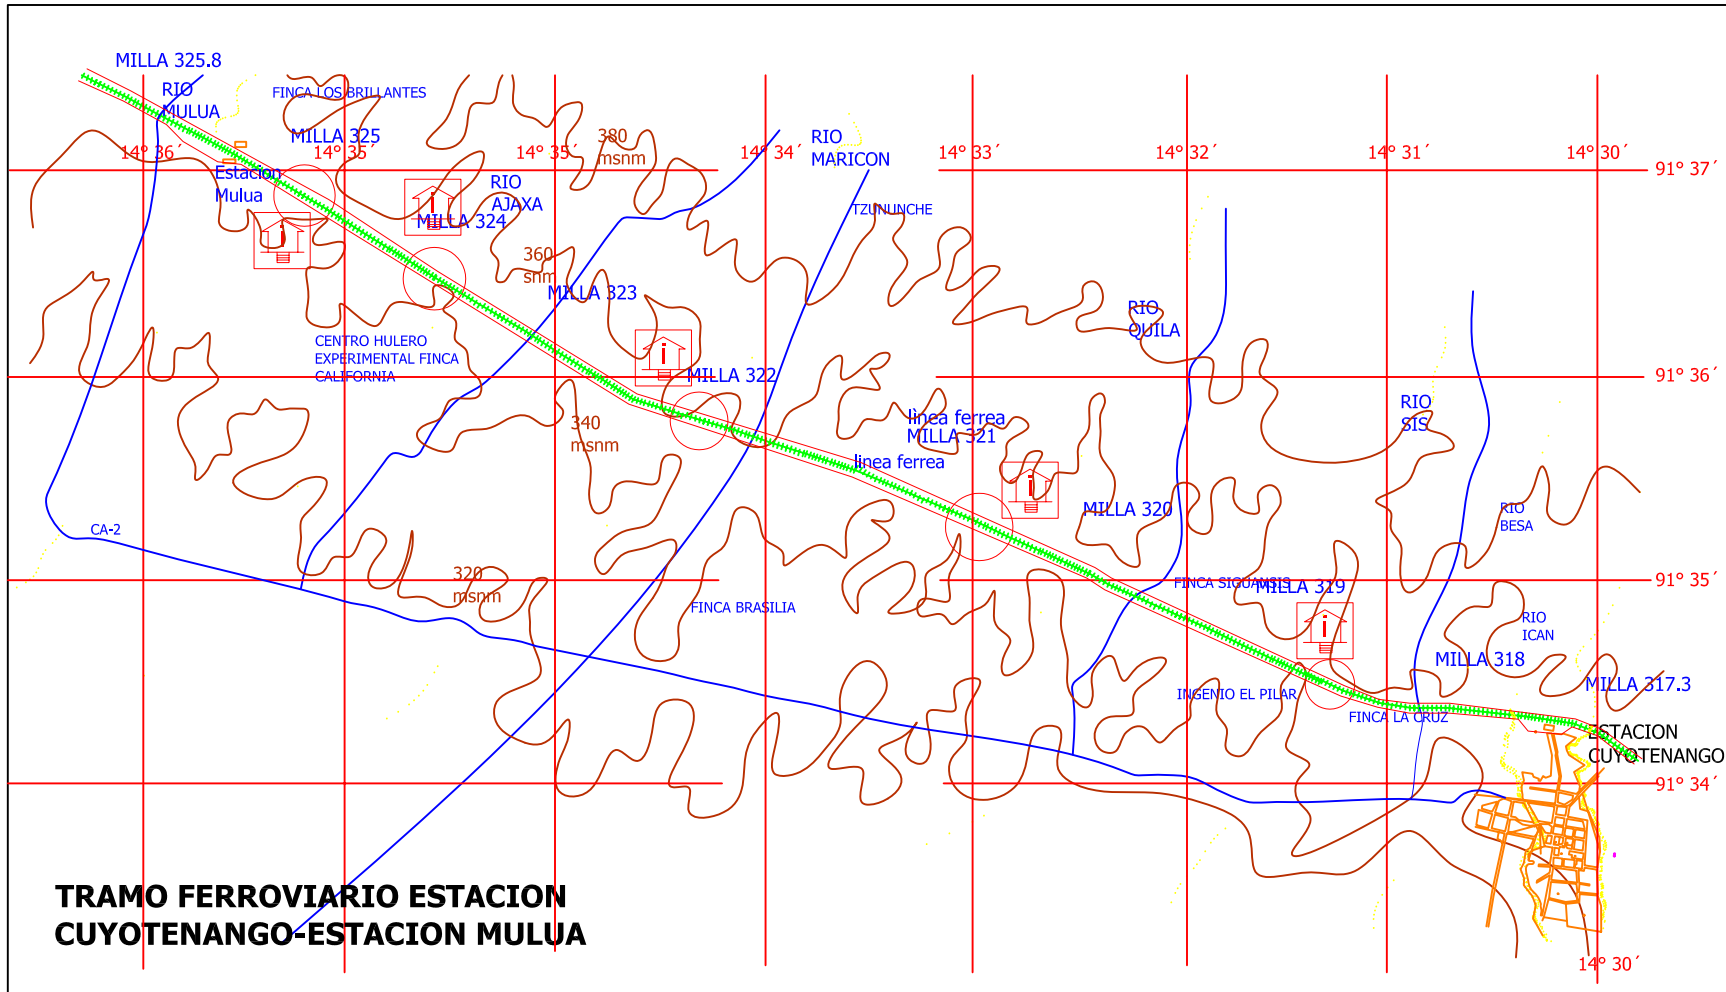 MILLA 325.8
RIO
MULUA
FINCA LOS BRILLANTES
MILLA 325
380
msnm
RIO
MARICON
14° 36´
14° 35´
14° 35´
14° 34´
14° 33´
14° 32´
14° 31´
14° 30´
91° 37´
Estacion
Mulua
RIO
AJAXA
MILLA 324
TZUNUNCHE
i
i
360
snm
MILLA 323
RIO
QUILA
CENTRO HULERO
EXPERIMENTAL FINCA
CALIFORNIA
i
MILLA 322
91° 36´
RIO
SIS
340
msnm
lìnea ferrea
MILLA 321
linea ferrea
i
MILLA 320
RIO
BESA
CA-2
320
msnm
FINCA BRASILIA
FINCA SIGUANSIS
MILLA 319
91° 35´
i
RIO
ICAN
MILLA 318
INGENIO EL PILAR
MILLA 317.3
FINCA LA CRUZ
ESTACION
CUYOTENANGO
91° 34´
TRAMO FERROVIARIO ESTACION
CUYOTENANGO-ESTACION MULUA
14° 30´